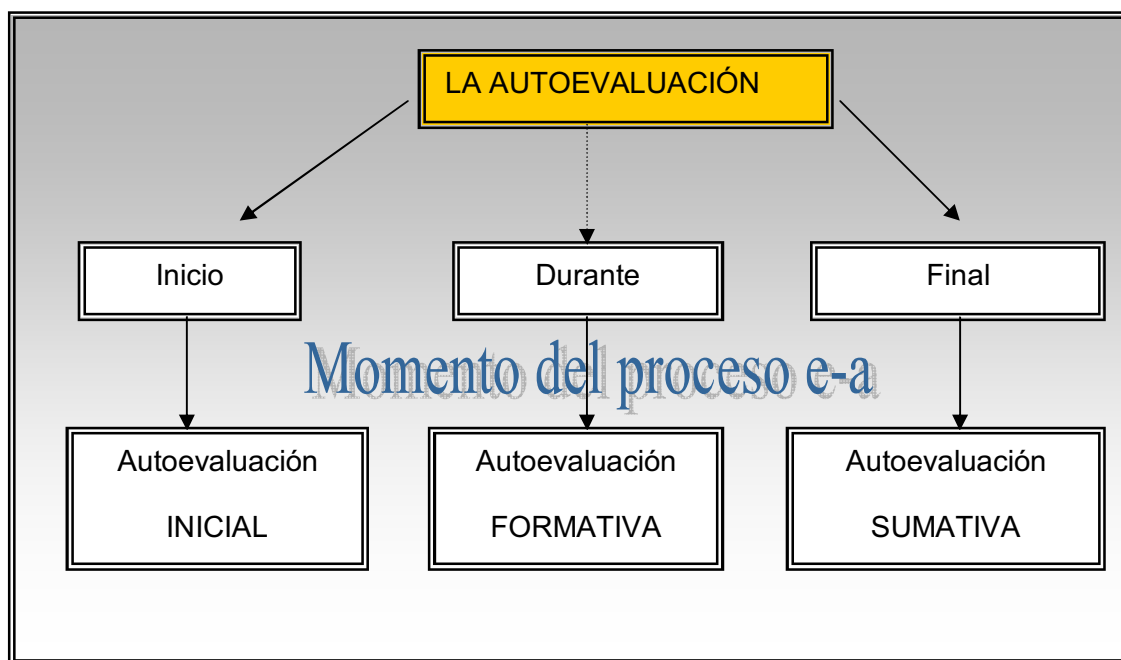 LA AUTOEVALUACIÓN
Inicio
Durante
Final
Momento del proceso e-a
Autoevaluación
INICIAL
Autoevaluación
FORMATIVA
Autoevaluación
SUMATIVA